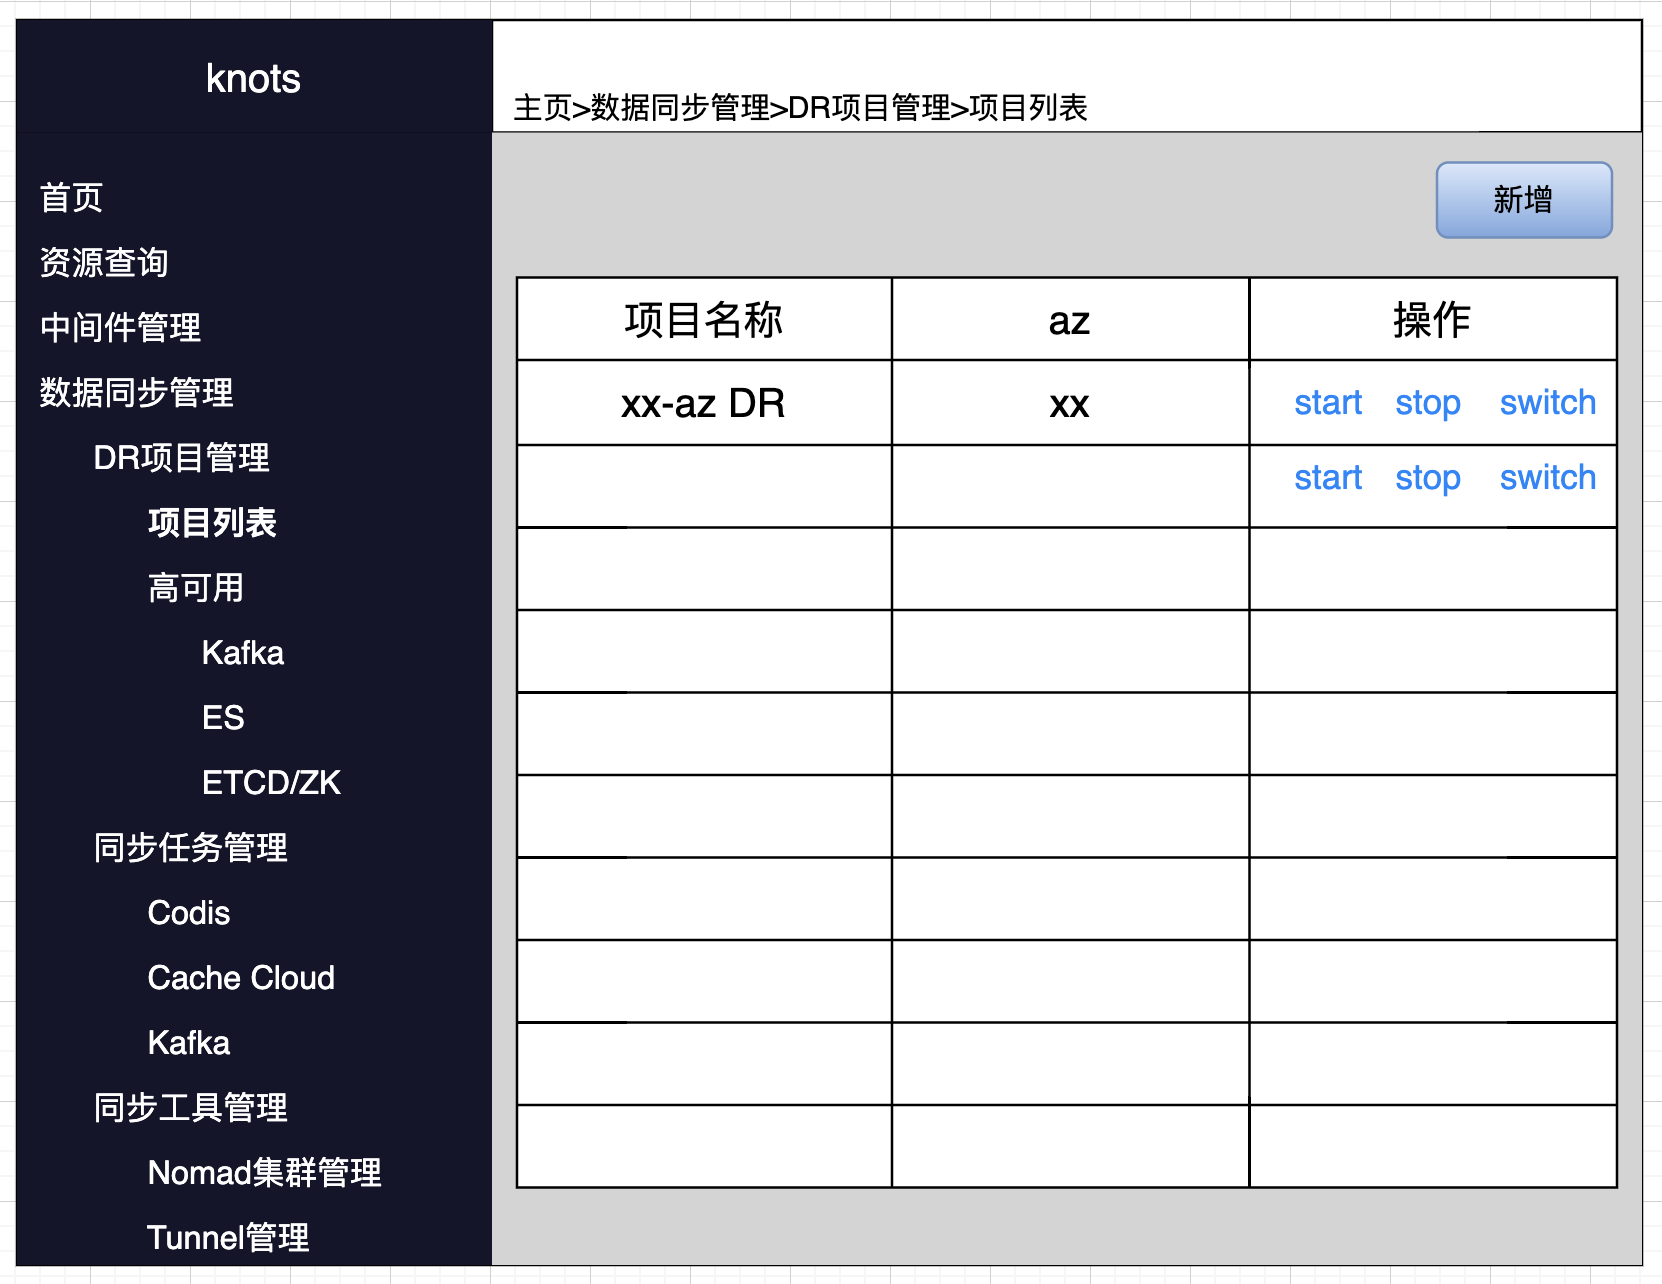 knots
主页>数据同步管理>DR项目管理>项目列表
首页
资源查询
中间件管理
数据同步管理
DR项目管理
项目列表
高可用
Kafka
ES
ETCD/ZK
同步任务管理
Codis
Cache Cloud
Kafka
同步工具管理
Nomad集群管理
Tunnel管理
新增
项目名称 az 操作
xx-az DR xx start stop switch
start stop switch